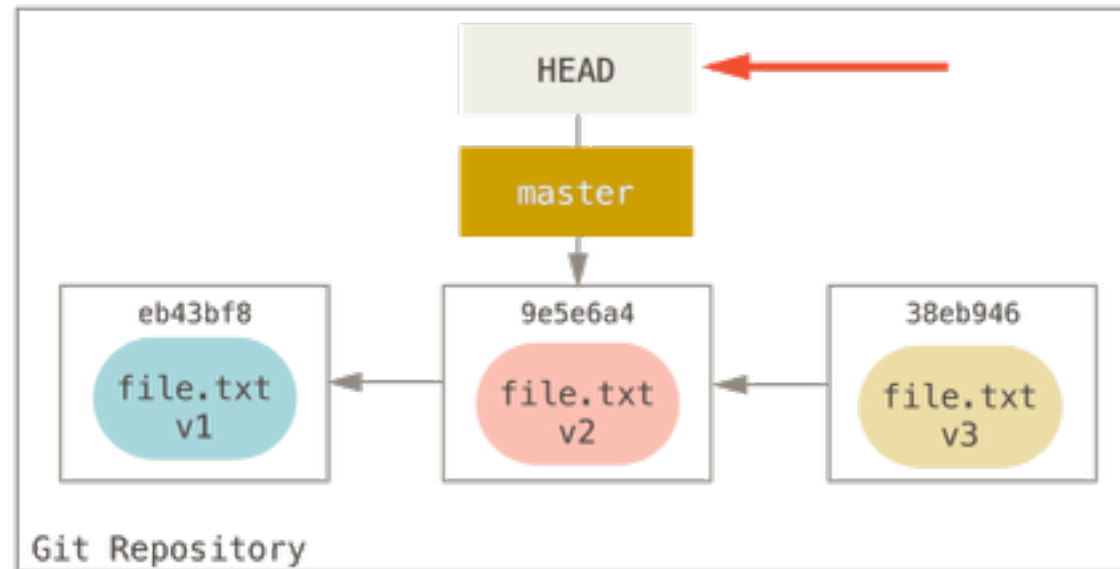 HEAD
master
eb43bf8
file.txt
v1
9e5e6a4
file.txt
v2
38eb946
file.txt
v3
Git Repository